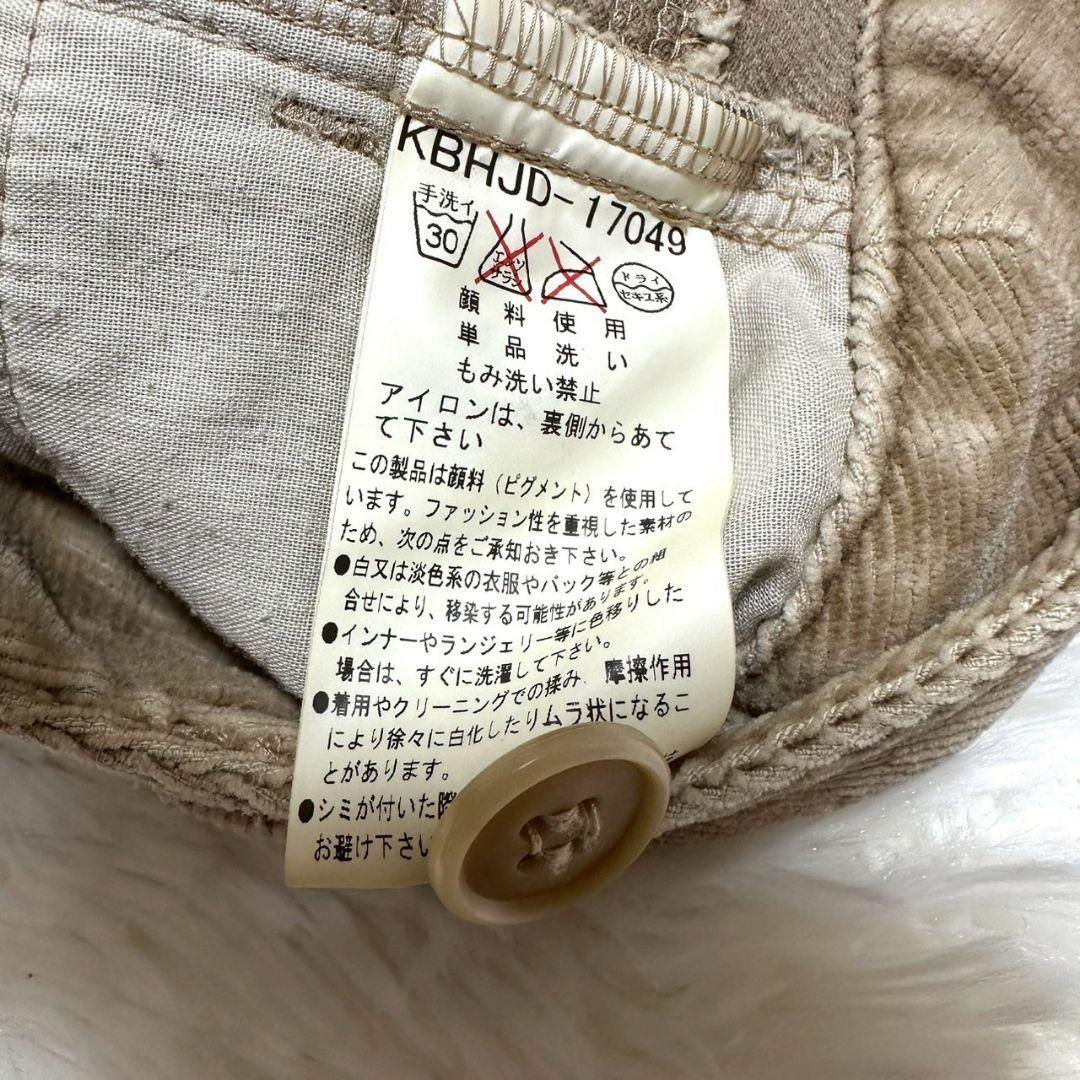 KBHJD-17049
手洗イ
30
エンソ
サラシ
ドライ
セキユ系
顔料使用
単品洗い
もみ洗い禁止
アイロンは、裏側からあて
て下さい
この製品は顔料（ピグメント）を使用して
います。ファッション性を重視した素材の
ため、次の点をご承知おき下さい。
●白又は淡色系の衣服やバック等との組
合せにより、移染する可能性があります。
●インナーやランジェリー等に色移りした
場合は、すぐに洗濯して下さい。
●着用やクリーニングでの揉み、摩擦作用
により徐々に白化したりムラ状になるこ
とがあります。
●シミが付いた際
お避け下さい